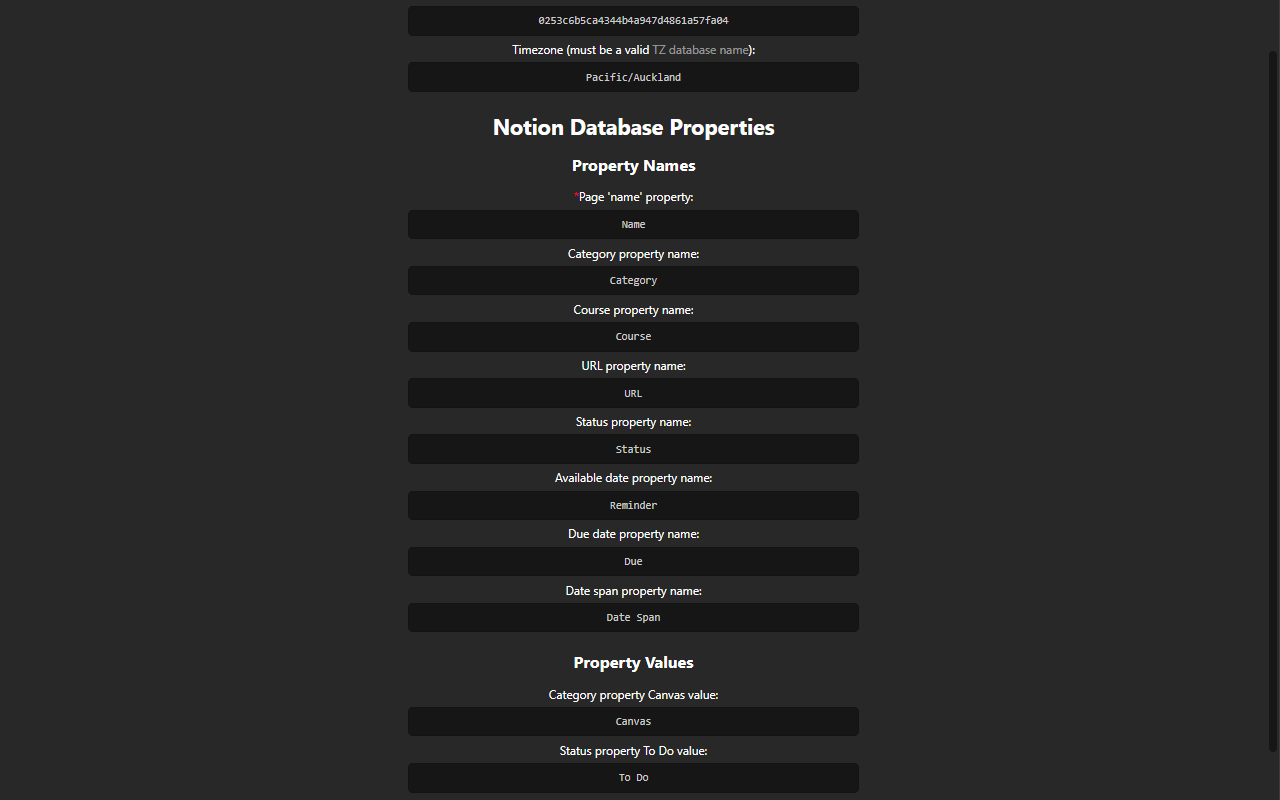 0253c6b5ca4344b4a947d4861a57fa04
Timezone (must be a valid TZ database name):
Pacific/Auckland
Notion Database Properties
Property Names
*Page 'name' property:
Name
Category property name:
Category
Course property name:
Course
URL property name:
URL
Status property name:
Status
Available date property name:
Reminder
Due date property name:
Due
Date span property name:
Date Span
Property Values
Category property Canvas value:
Canvas
Status property To Do value:
To Do